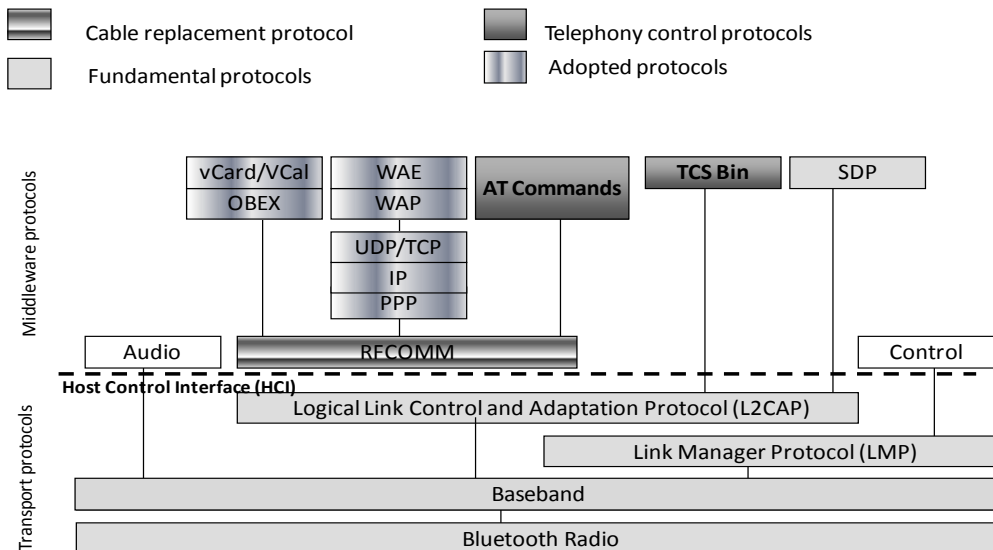 Cable replacement protocol
Telephony control protocols
Fundamental protocols
Adopted protocols
Middleware protocols
vCard/VCal
OBEX
WAE
WAP
UDP/TCP
IP
PPP
AT Commands
TCS Bin
SDP
Audio
RFCOMM
Control
Host Control Interface (HCI)
Transport protocols
Logical Link Control and Adaptation Protocol (L2CAP)
Link Manager Protocol (LMP)
Baseband
Bluetooth Radio